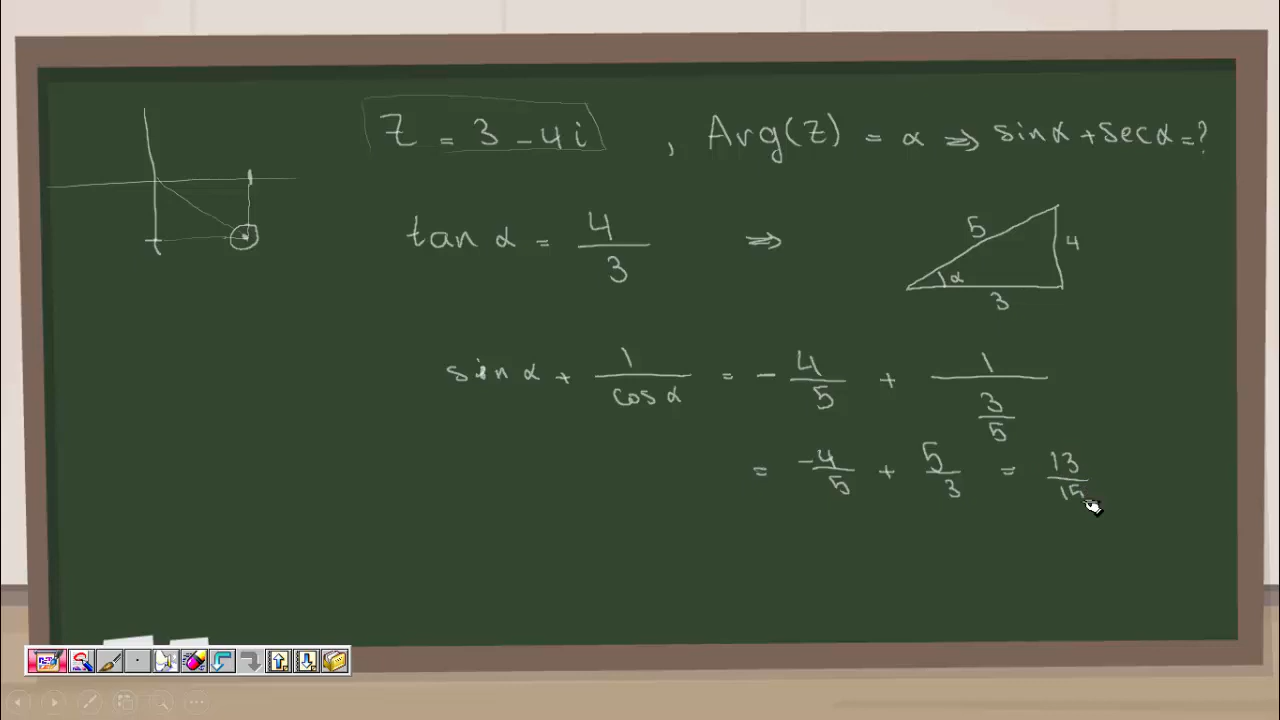 Z = 3 - 4i , Arg(Z) = α ⇒ sinα + secα = ?
tan α = 4/3 ⇒
5
4
α
3
sin α + 1/cos α = - 4/5 + 1/(3/5)
= -4/5 + 5/3 = 13/15